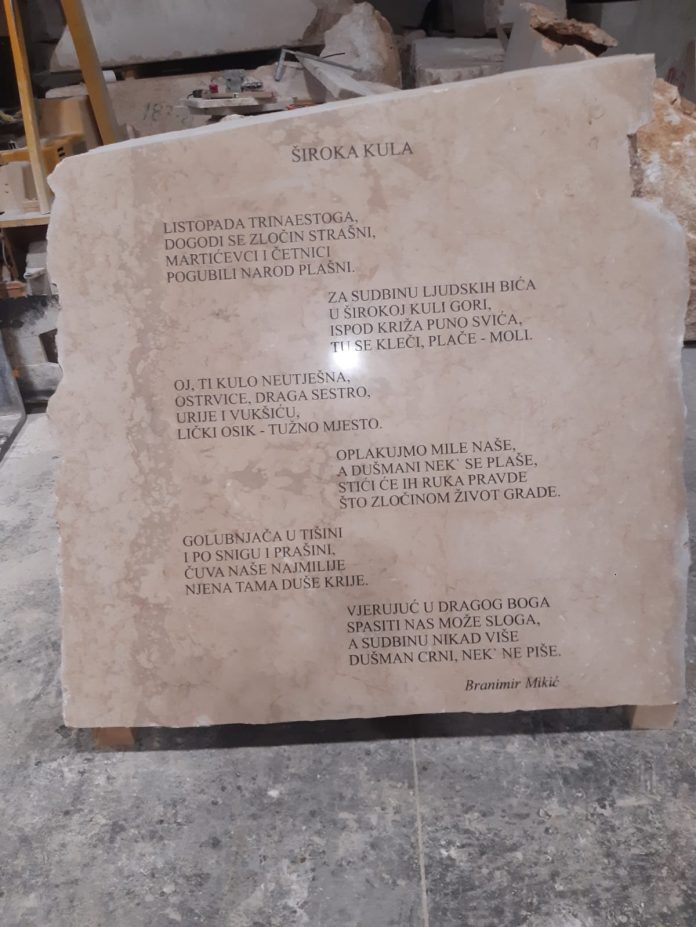 ŠIROKA KULA
LISTOPADA TRINAESTOGA,
DOGODI SE ZLOČIN STRAŠNI,
MARTIĆEVCI I ČETNICI
POGUBILI NAROD PLAŠNI.
ZA SUDBINU LJUDSKIH BIĆA
U ŠIROKOJ KULI GORI,
ISPOD KRIŽA PUNO SVIĆA,
TU SE KLEČI, PLAČE - MOLI.
OJ, TI KULO NEUTJEŠNA,
OSTRVICE, DRAGA SESTRO,
URIJE I VUKŠIĆU,
LIČKI OSIK - TUŽNO MJESTO.
OPLAKUJMO MILE NAŠE,
A DUŠMANI NEK` SE PLAŠE,
STIĆI ĆE IH RUKA PRAVDE
ŠTO ZLOĆINOM ŽIVOT GRADE.
GOLUBNJAČA U TIŠINI
I PO SNIGU I PRAŠINI,
ČUVA NAŠE NAJMILIJE
NJENA TAMA DUŠE KRIJE.
VJERUJUĆ U DRAGOG BOGA
SPASITI NAS MOŽE SLOGA,
A SUDBINU NIKAD VIŠE
DUŠMAN CRNI, NEK` NE PIŠE.
Branimir Mikić